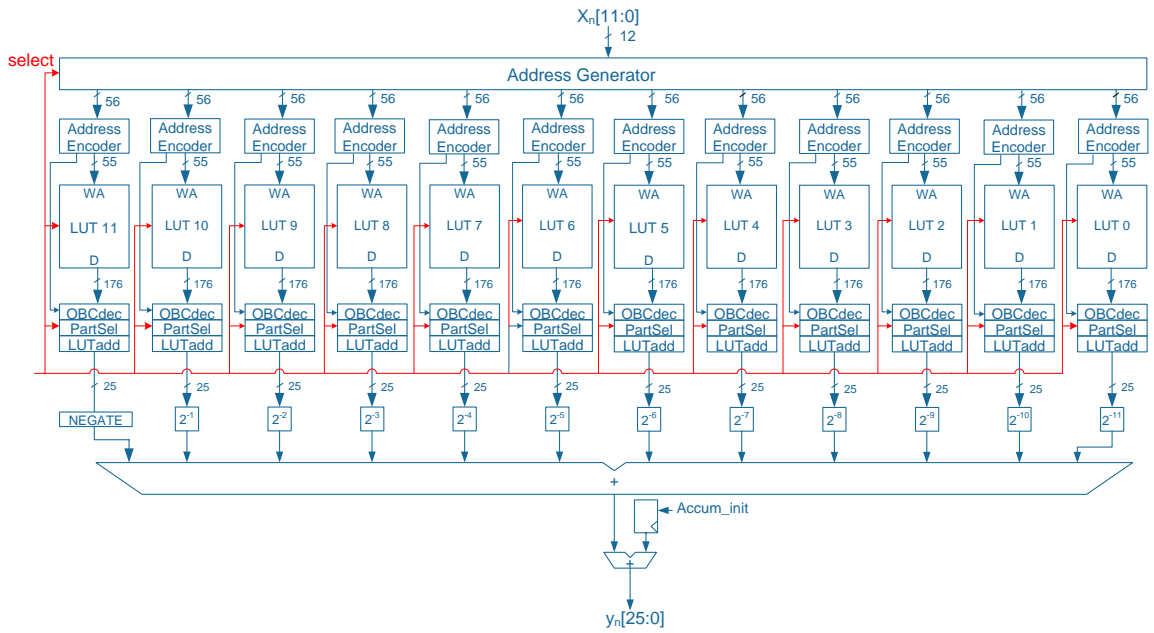 Xₙ[11:0]
12
select
Address Generator
56 56 56 56 56 56 56 56 56 56 56 56
Address Address Address Address Address Address Address Address Address Address Address Address
Encoder Encoder Encoder Encoder Encoder Encoder Encoder Encoder Encoder Encoder Encoder Encoder
55 55 55 55 55 55 55 55 55 55 55 55
WA WA WA WA WA WA WA WA WA WA WA WA
LUT 11 LUT 10 LUT 9 LUT 8 LUT 7 LUT 6 LUT 5 LUT 4 LUT 3 LUT 2 LUT 1 LUT 0
D D D D D D D D D D D D
176 176 176 176 176 176 176 176 176 176 176 176
OBCdec OBCdec OBCdec OBCdec OBCdec OBCdec OBCdec OBCdec OBCdec OBCdec OBCdec OBCdec
PartSel PartSel PartSel PartSel PartSel PartSel PartSel PartSel PartSel PartSel PartSel PartSel
LUTadd LUTadd LUTadd LUTadd LUTadd LUTadd LUTadd LUTadd LUTadd LUTadd LUTadd LUTadd
25 25 25 25 25 25 25 25 25 25 25 25
NEGATE 2⁻¹ 2⁻² 2⁻³ 2⁻⁴ 2⁻⁵ 2⁻⁶ 2⁻⁷ 2⁻⁸ 2⁻⁹ 2⁻¹⁰ 2⁻¹¹
+
Accum_init
+
yₙ[25:0]